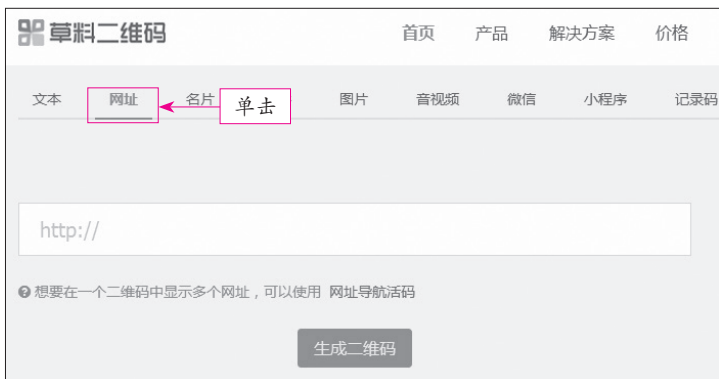 草料二维码 首页 产品 解决方案 价格
文本 网址 名片 单击 图片 音视频 微信 小程序 记录码
http://
想要在一个二维码中显示多个网址，可以使用 网址导航活码
生成二维码